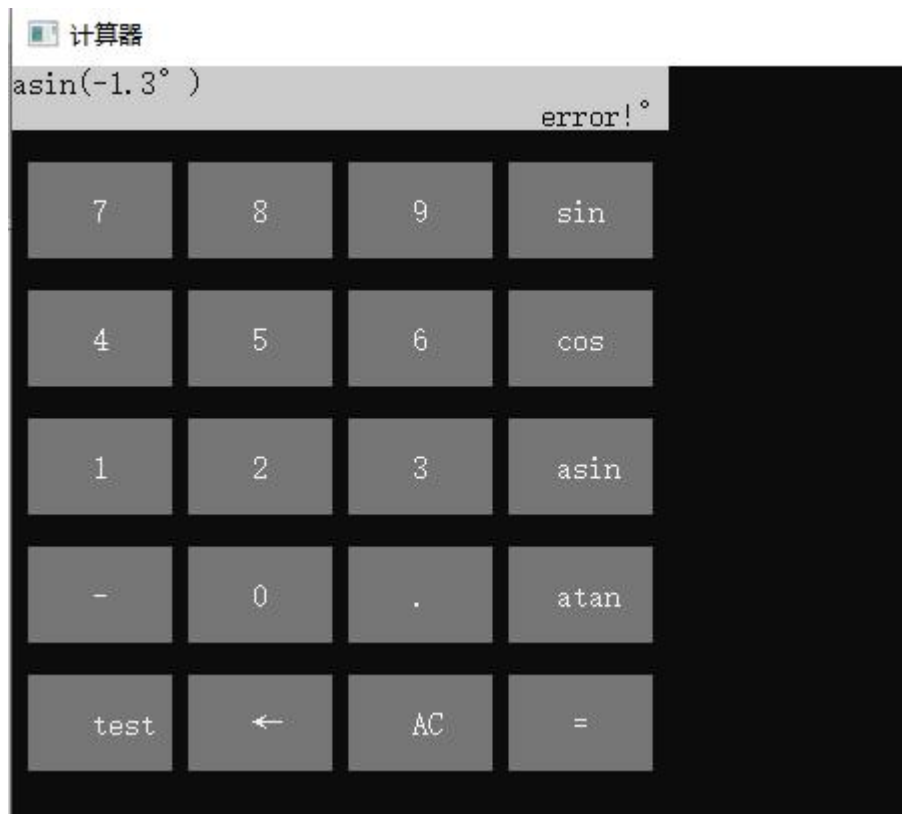 计算器
asin(-1.3° )
error!°
7 8 9 sin
4 5 6 cos
1 2 3 asin
- 0 . atan
test ← AC =